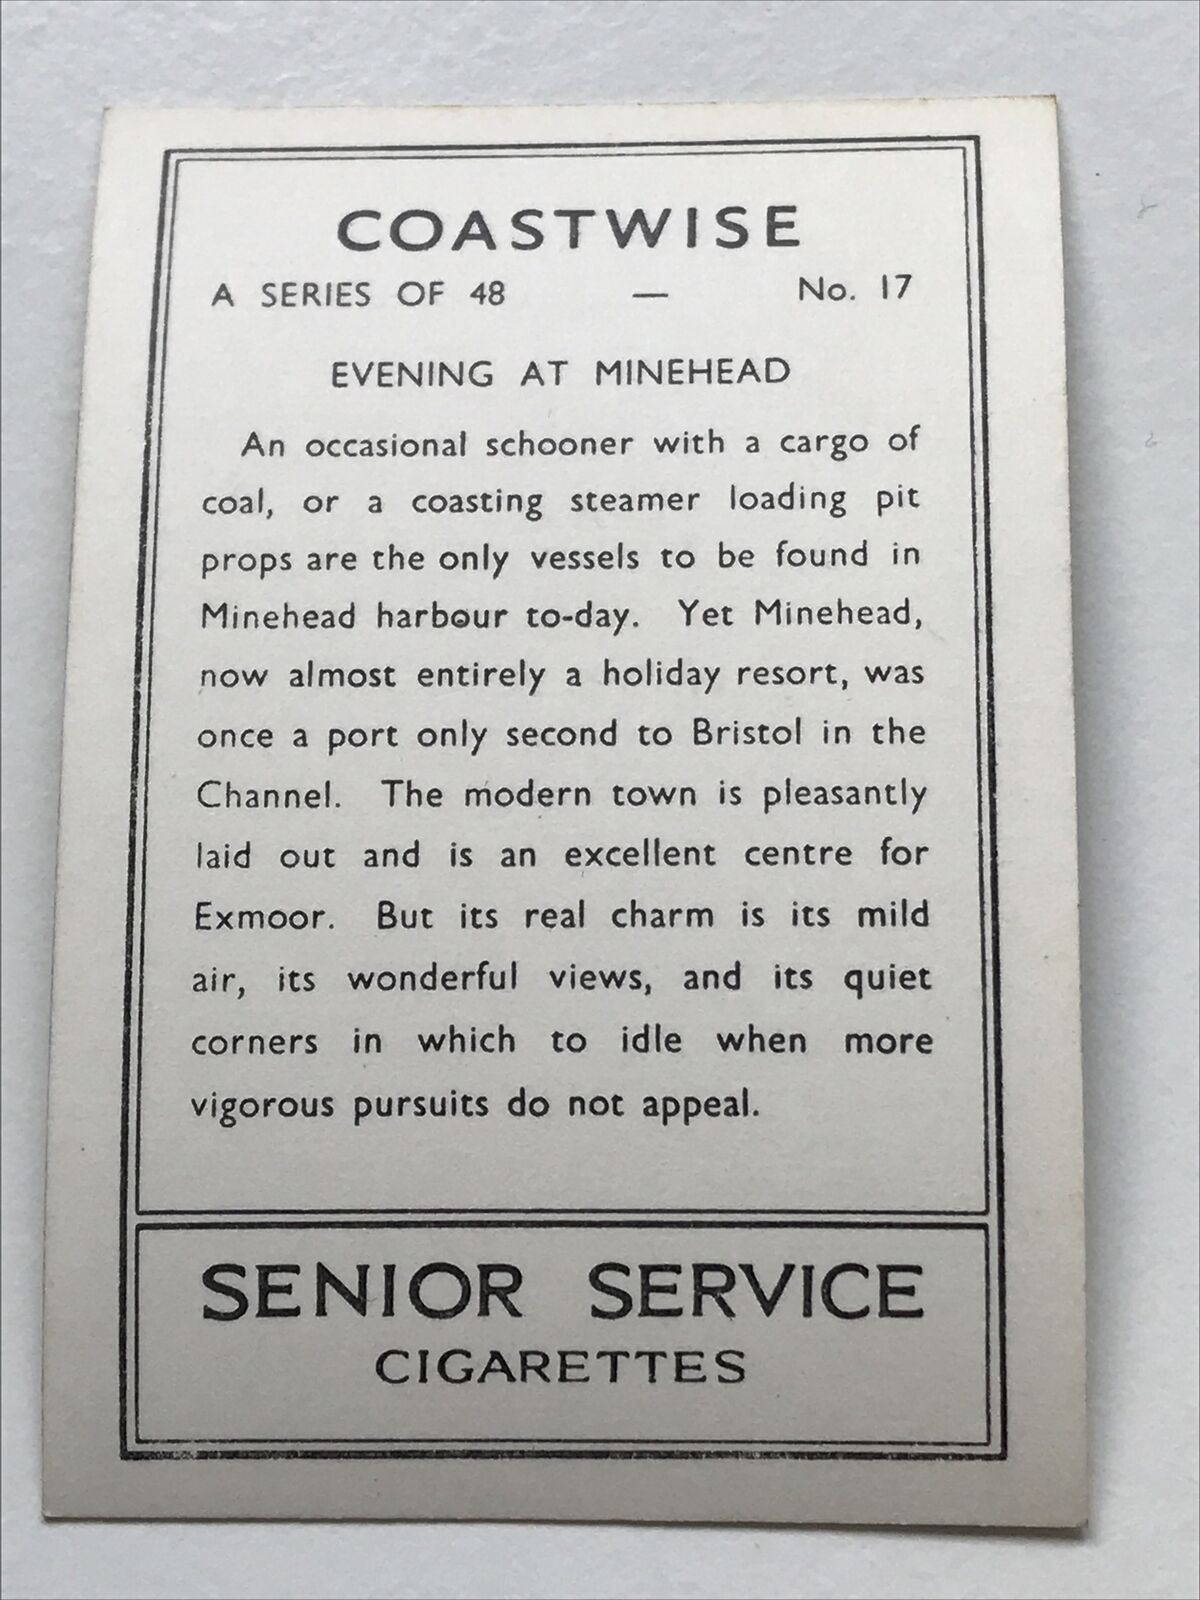 COASTWISE
A SERIES OF 48 — No. 17
EVENING AT MINEHEAD
An occasional schooner with a cargo of
coal, or a coasting steamer loading pit
props are the only vessels to be found in
Minehead harbour to-day. Yet Minehead,
now almost entirely a holiday resort, was
once a port only second to Bristol in the
Channel. The modern town is pleasantly
laid out and is an excellent centre for
Exmoor. But its real charm is its mild
air, its wonderful views, and its quiet
corners in which to idle when more
vigorous pursuits do not appeal.
SENIOR SERVICE
CIGARETTES